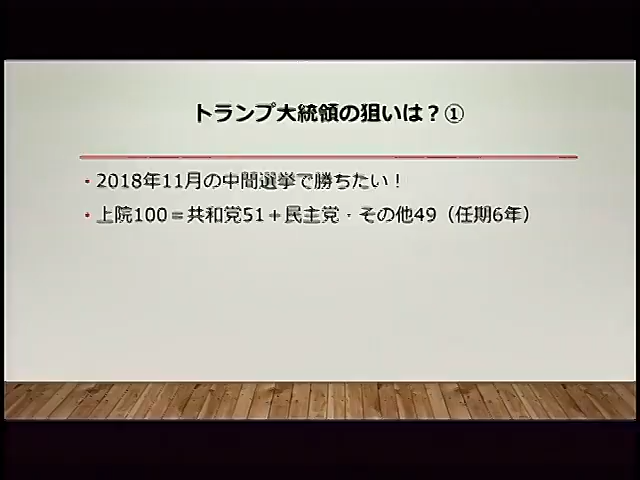 トランプ大統領の狙いは？①
・2018年11月の中間選挙で勝ちたい！
・上院100＝共和党51＋民主党・その他49（任期6年）